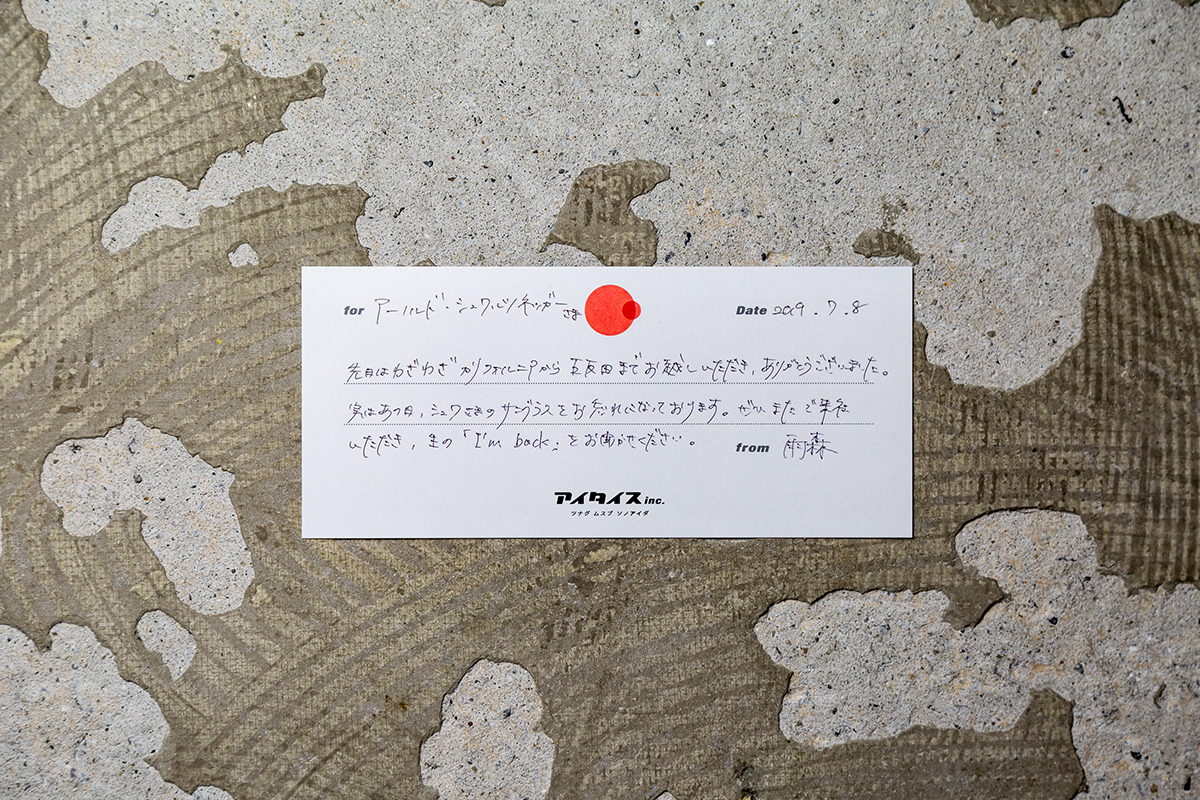 for アーノルド・シュワルツネッガーさま
Date 2019.7.8
先日はわざわざカリフォルニアから五反田までお越しいただき、ありがとうございました。
実はあの日、シュワさまのサングラスをお忘れになっております。ぜひまたご来社
いただき、生の「I'm back」をお聞かせください。
from 雨森
アイタイス inc.
ツナグ ムスブ ソノアイダ